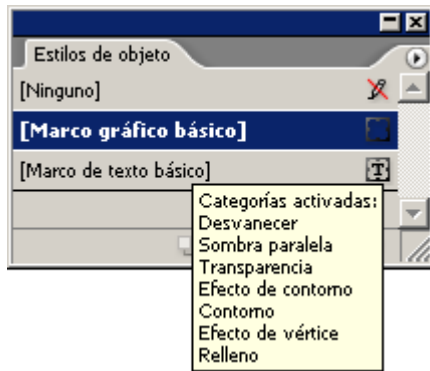 Estilos de objeto
[Ninguno]
[Marco gráfico básico]
[Marco de texto básico]
T
Categorías activadas:
Desvanecer
Sombra paralela
Transparencia
Efecto de contorno
Contorno
Efecto de vértice
Relleno